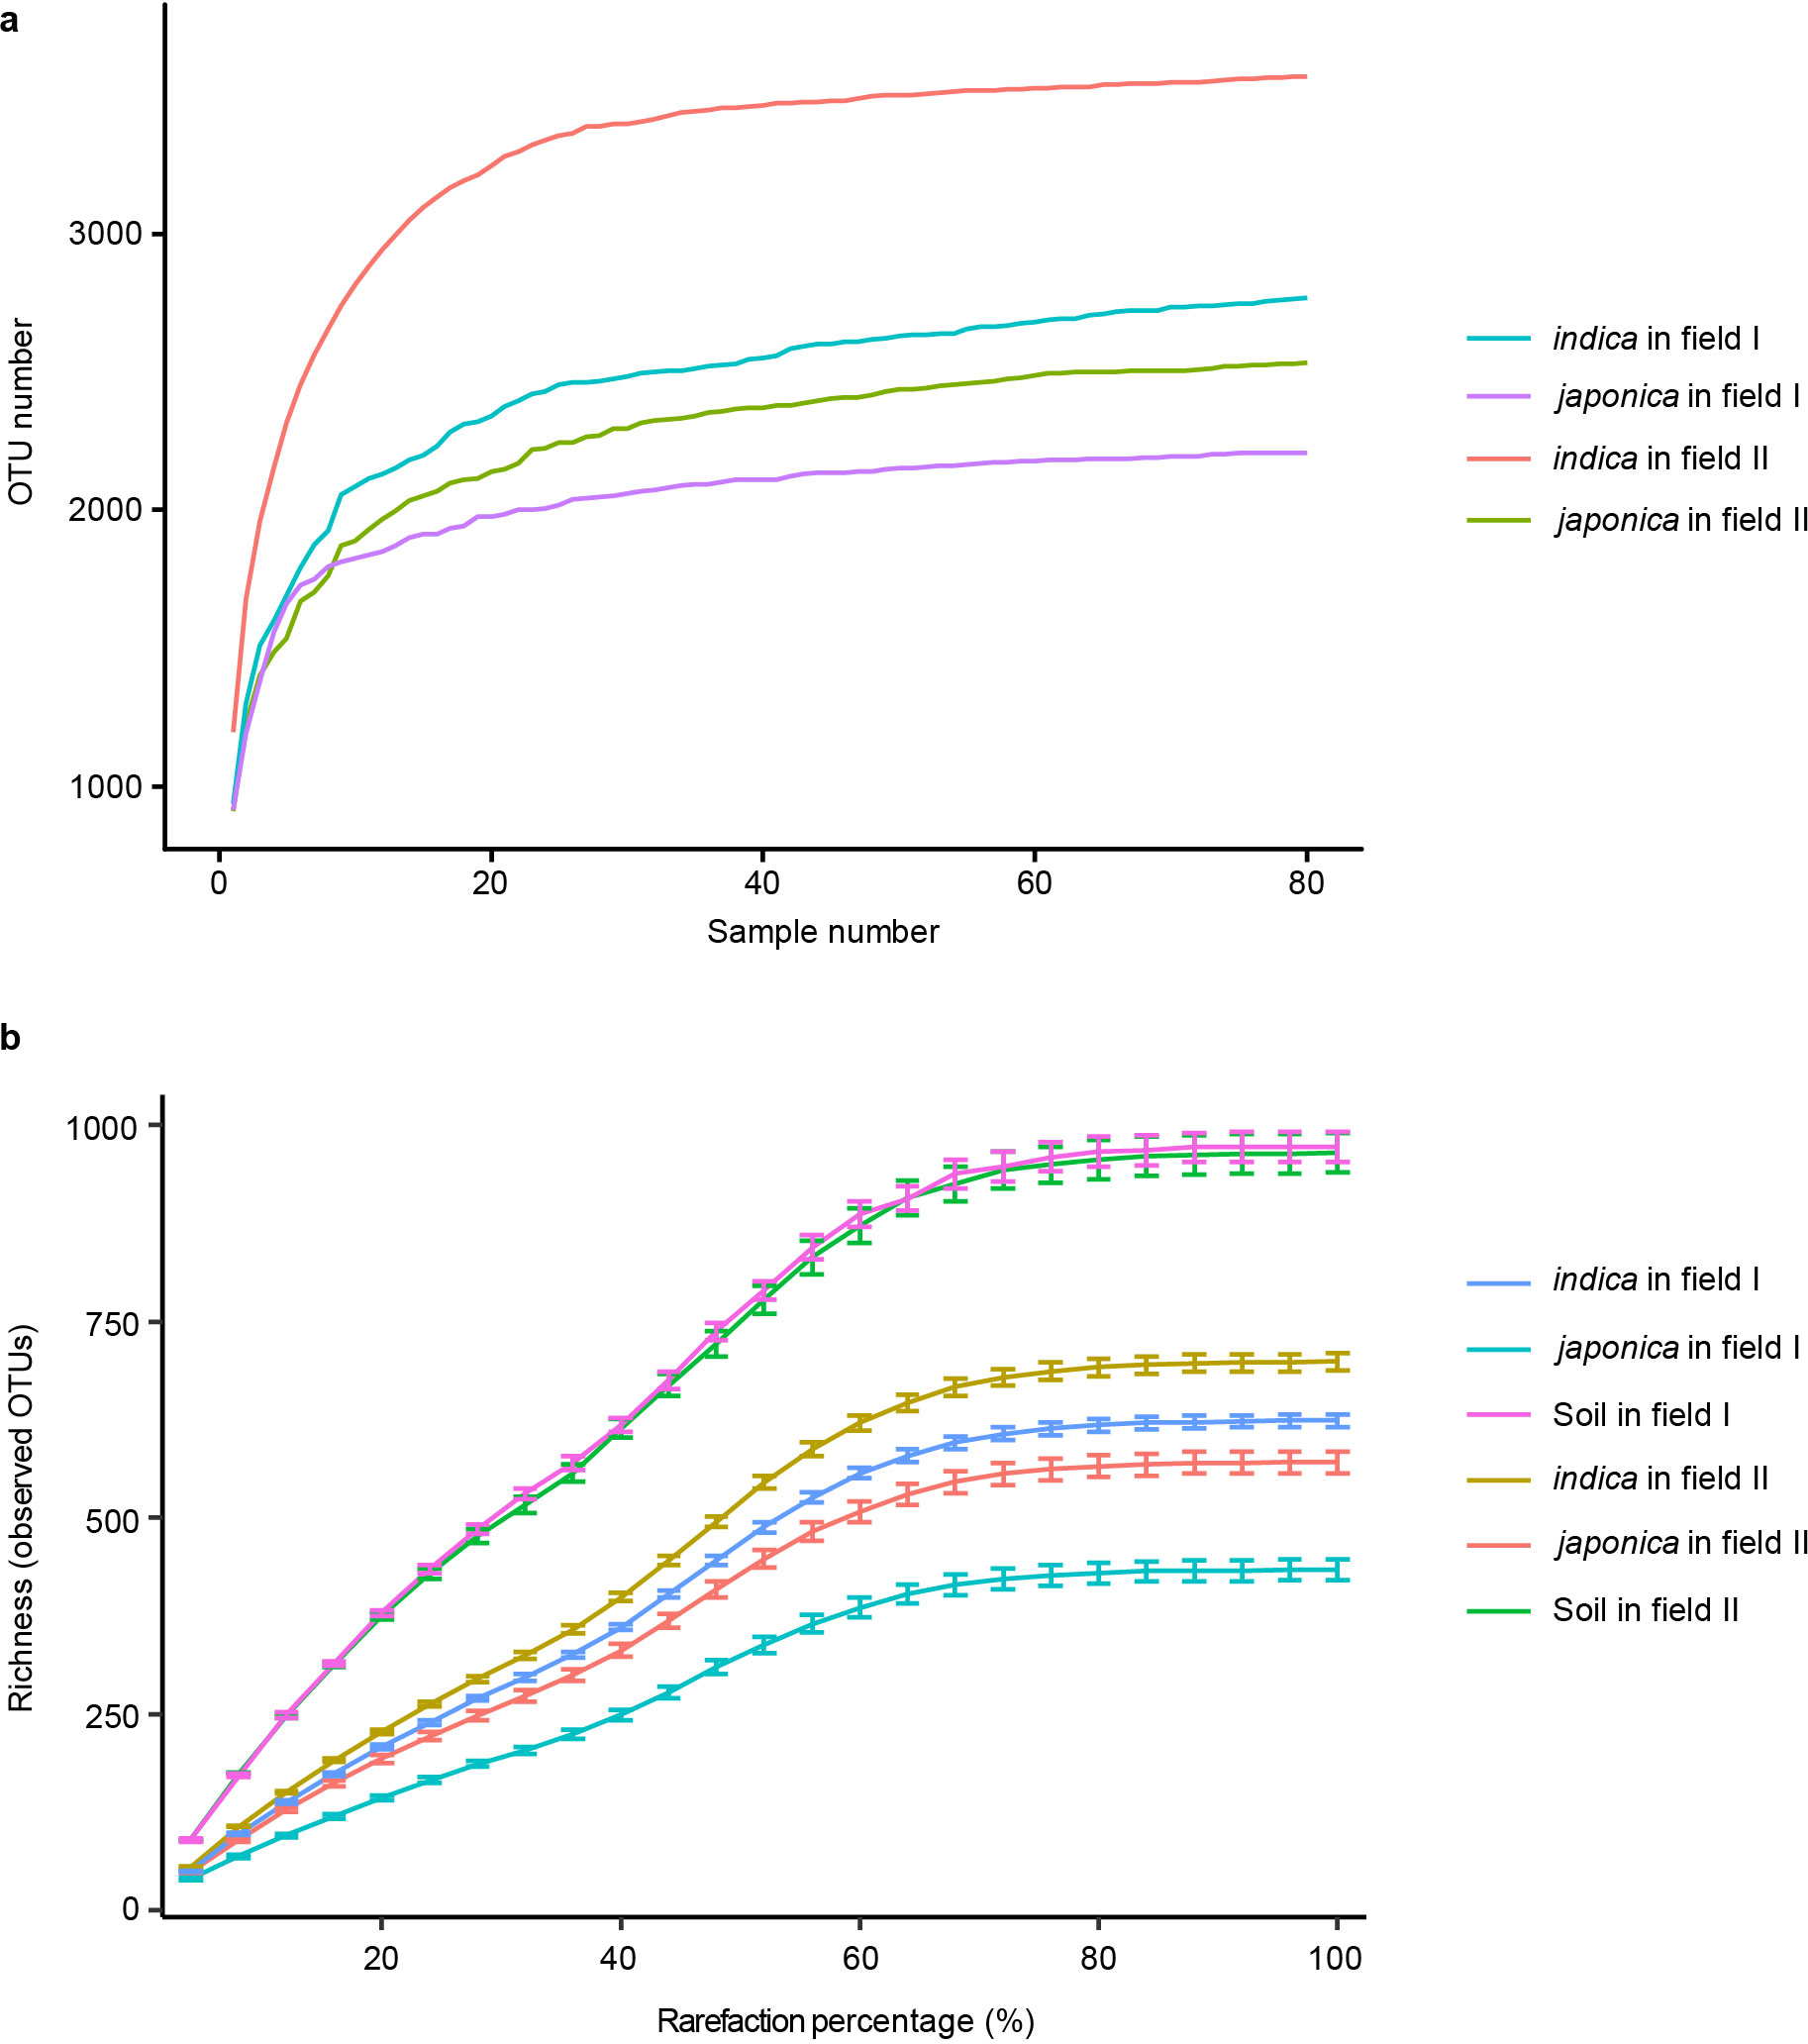 a
OTU number
3000
2000
1000
0 20 40 60 80
Sample number
indica in field I
japonica in field I
indica in field II
japonica in field II
b
Richness (observed OTUs)
1000
750
500
250
0
20 40 60 80 100
Rarefaction percentage (%)
indica in field I
japonica in field I
Soil in field I
indica in field II
japonica in field II
Soil in field II